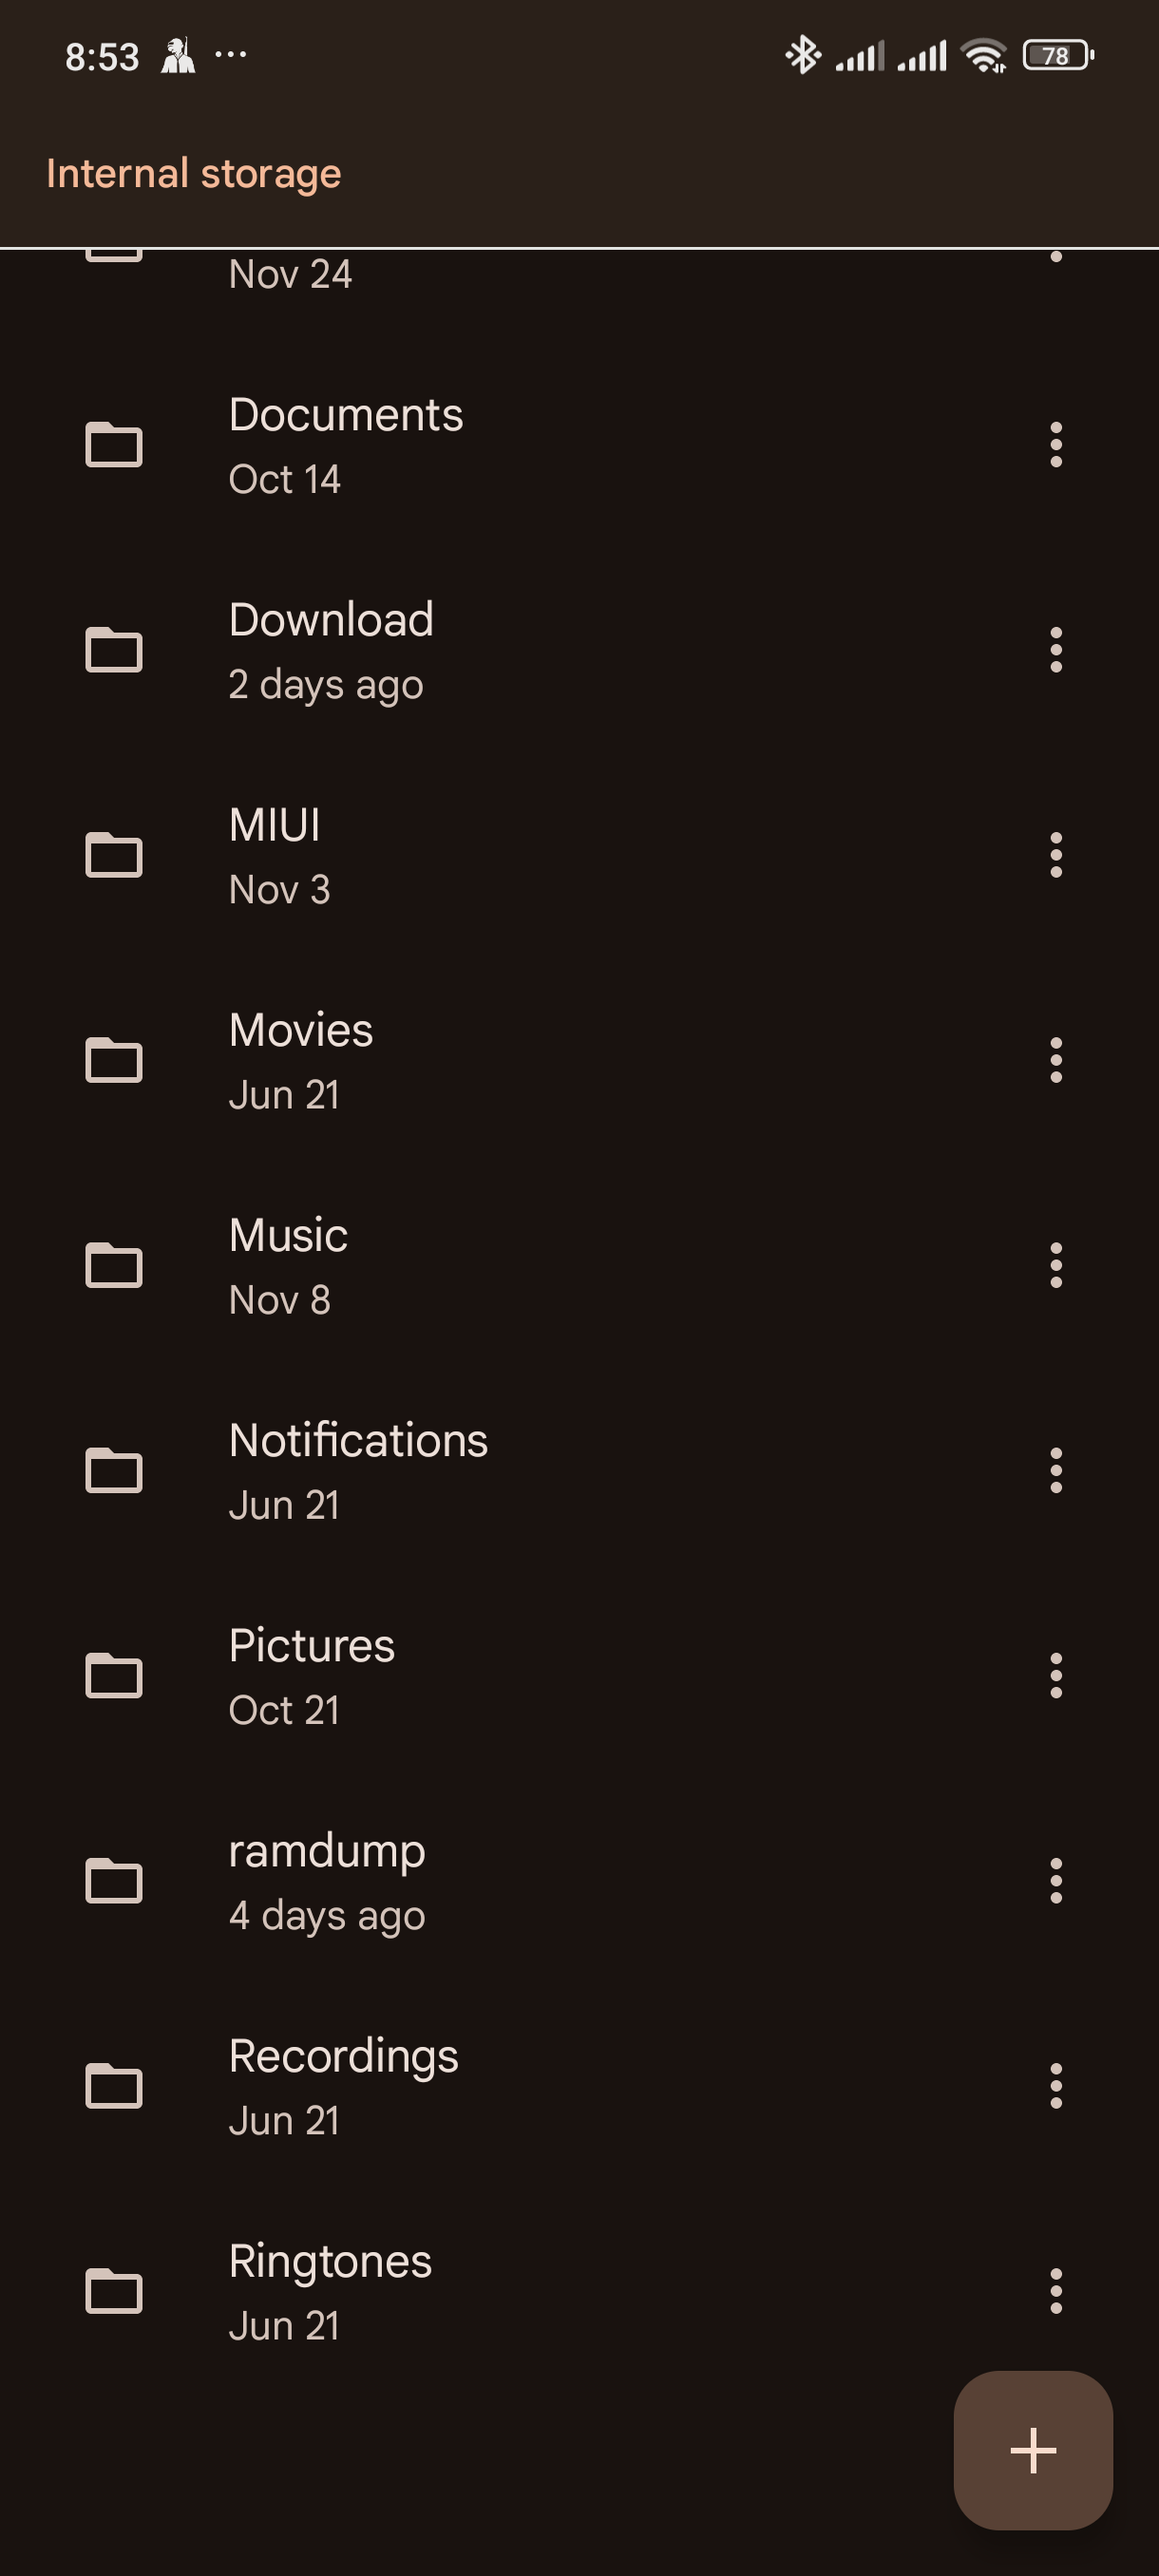 8:53
78
Internal storage
Nov 24
Documents
Oct 14
Download
2 days ago
MIUI
Nov 3
Movies
Jun 21
Music
Nov 8
Notifications
Jun 21
Pictures
Oct 21
ramdump
4 days ago
Recordings
Jun 21
Ringtones
Jun 21